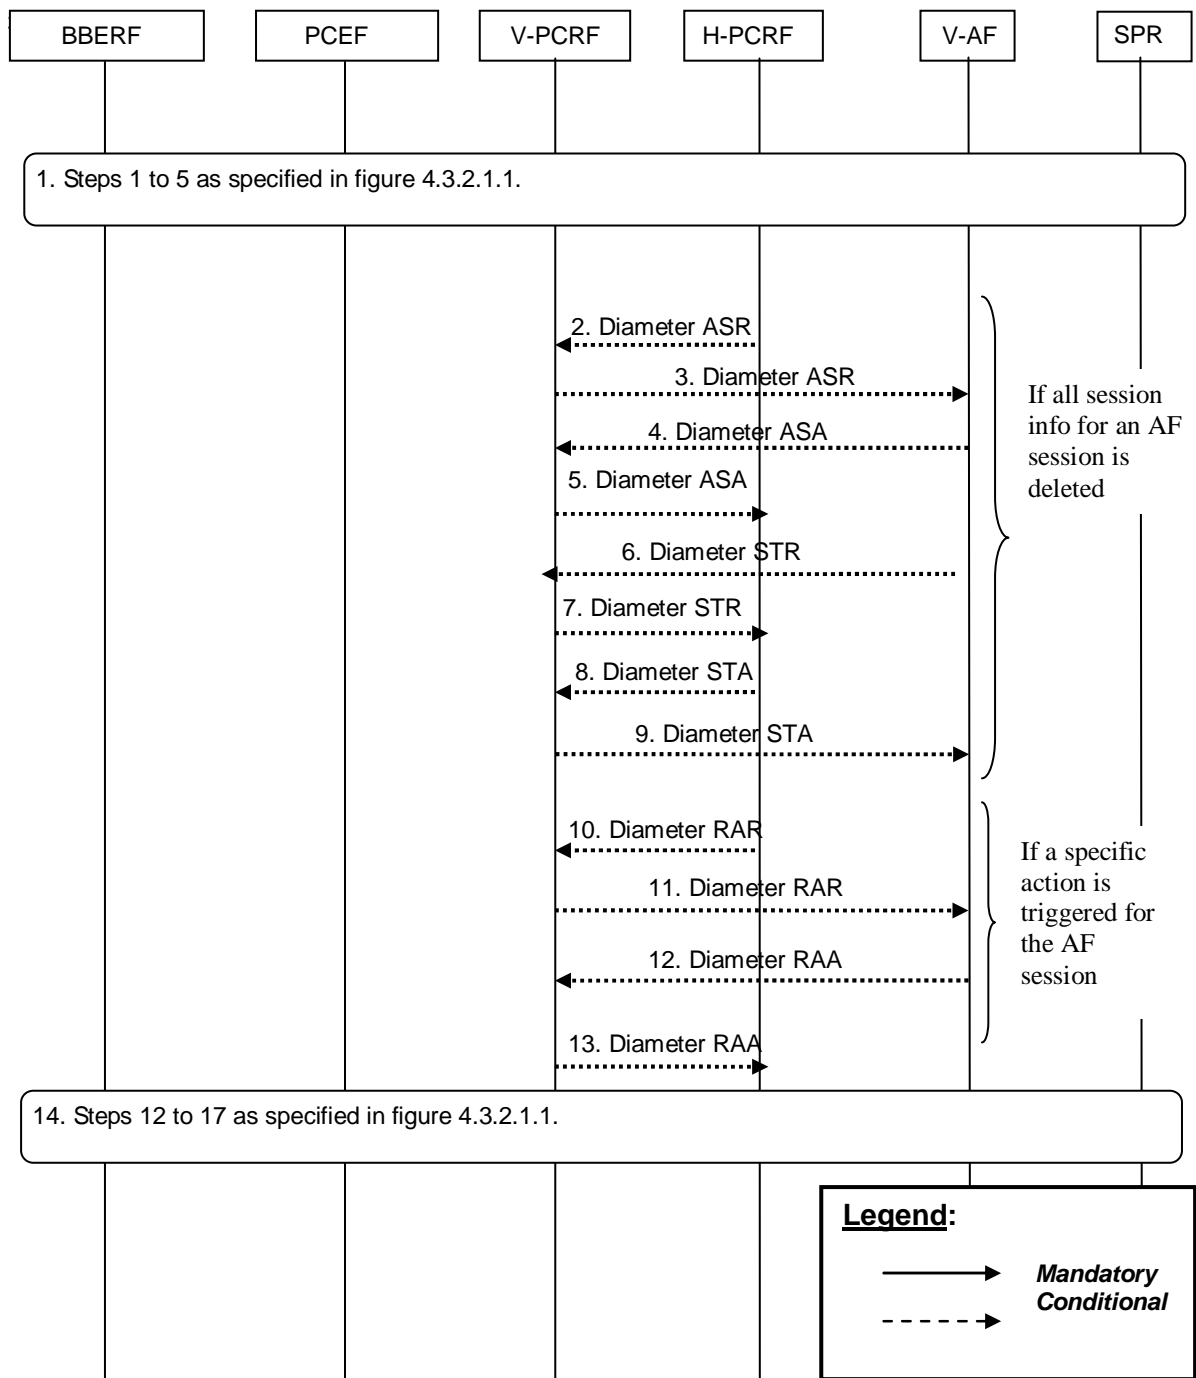 BBERF
PCEF
V-PCRF
H-PCRF
V-AF
SPR
1. Steps 1 to 5 as specified in figure 4.3.2.1.1.
2. Diameter ASR
3. Diameter ASR
4. Diameter ASA
5. Diameter ASA
6. Diameter STR
7. Diameter STR
8. Diameter STA
9. Diameter STA
If all session
info for an AF
session is
deleted
10. Diameter RAR
11. Diameter RAR
12. Diameter RAA
13. Diameter RAA
If a specific
action is
triggered for
the AF
session
14. Steps 12 to 17 as specified in figure 4.3.2.1.1.
Legend:
Mandatory
Conditional